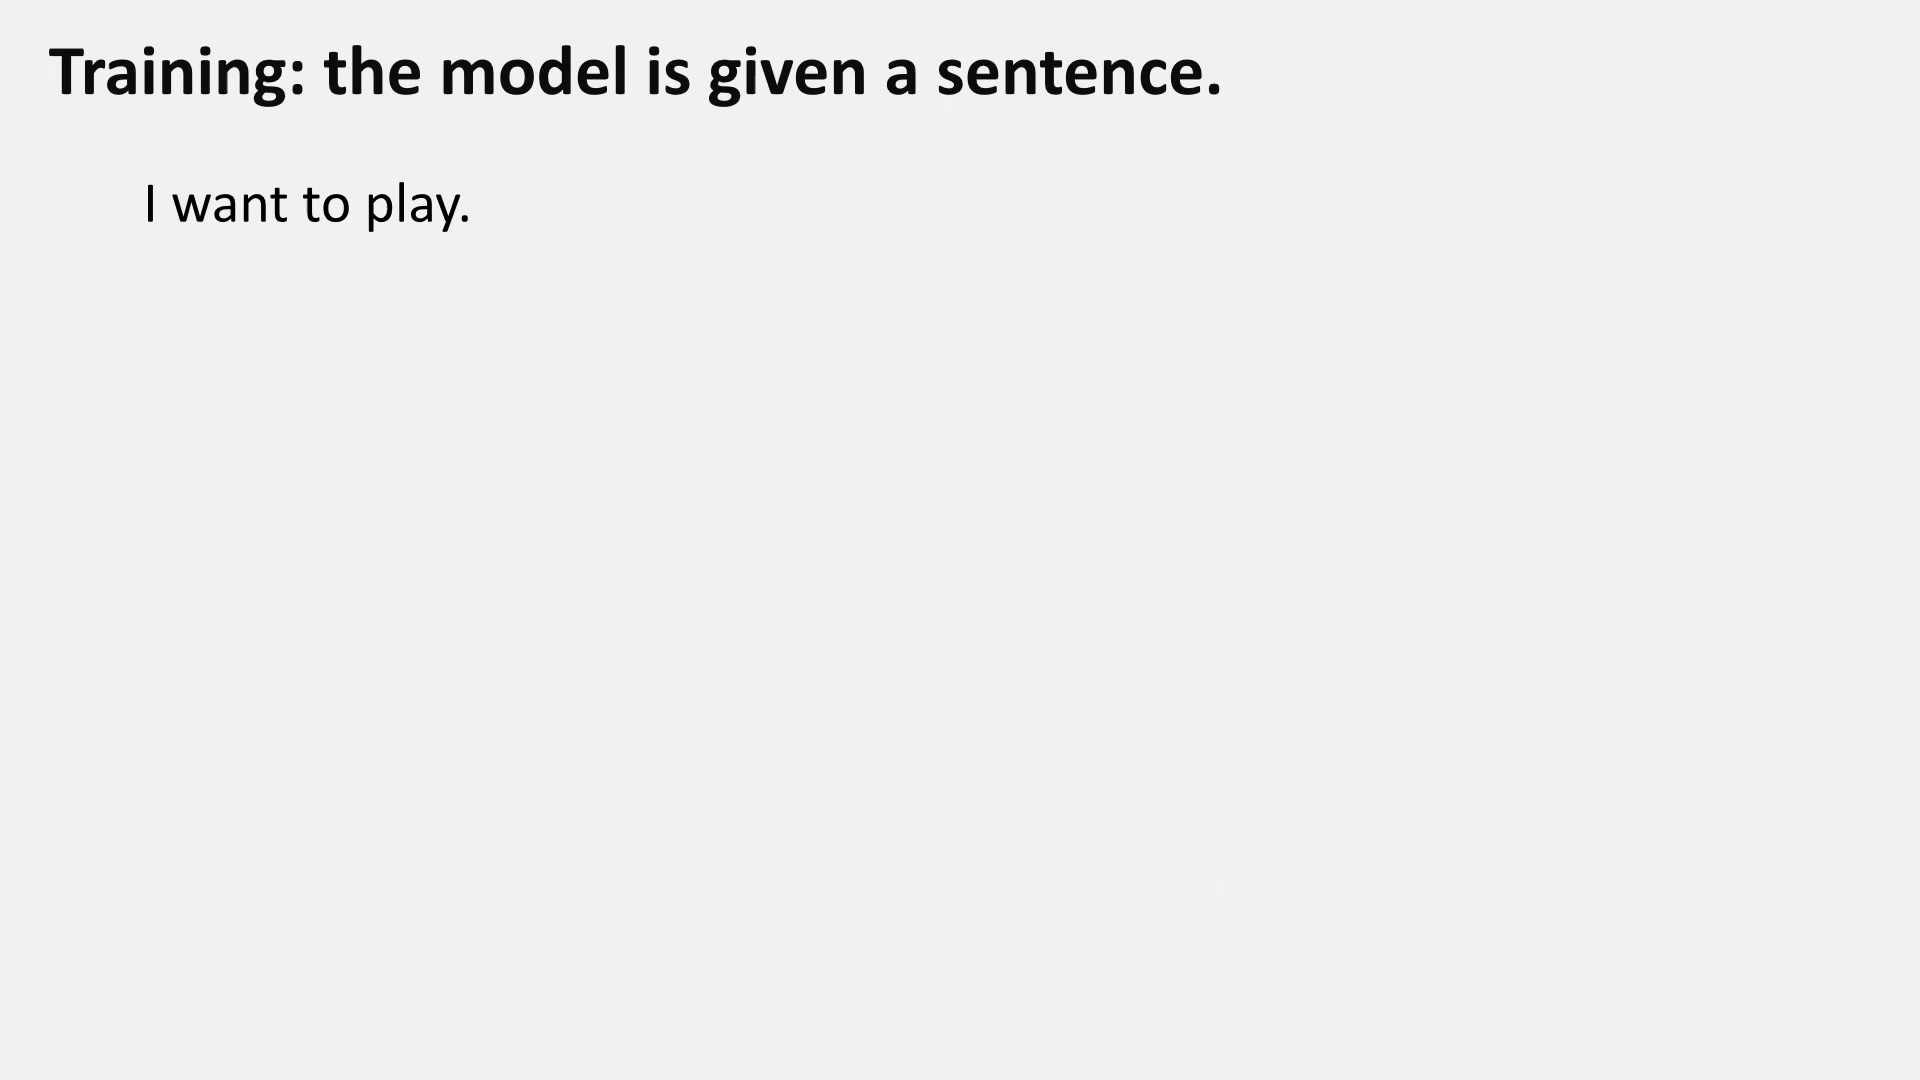 Training: the model is given a sentence.
I want to play.